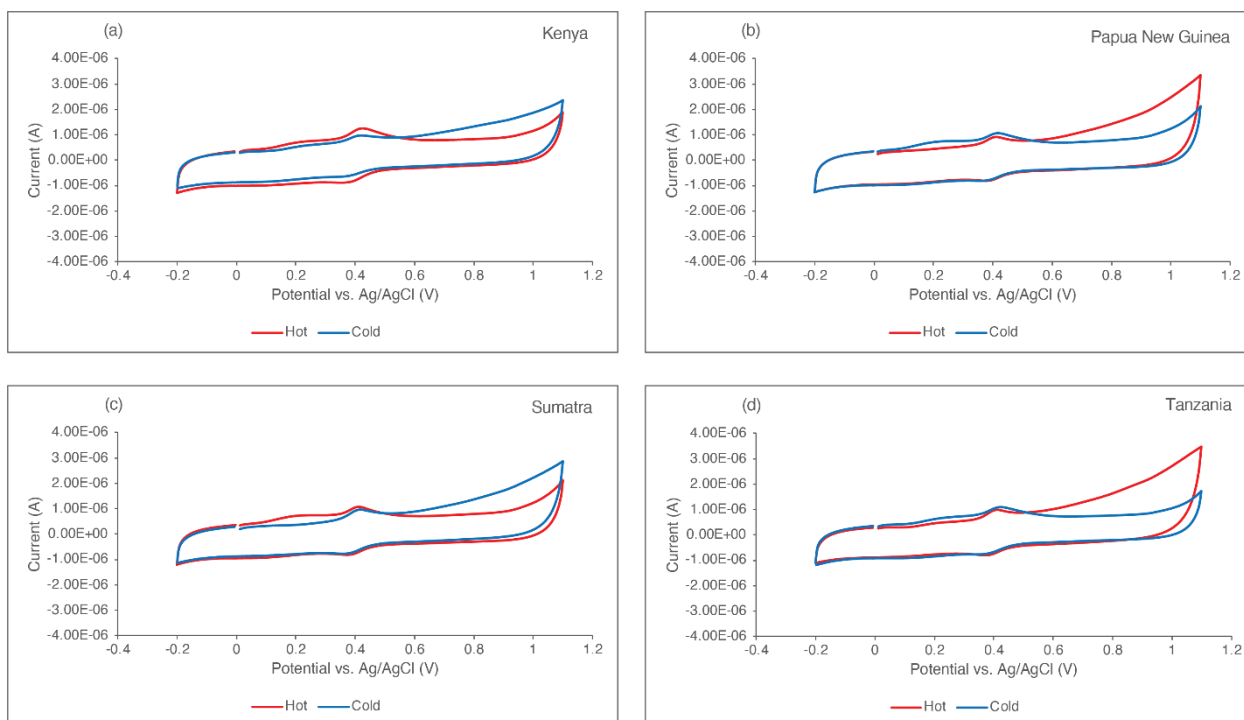 (a)
Kenya
4.00E-06
3.00E-06
2.00E-06
1.00E-06
0.00E+00
-1.00E-06
-2.00E-06
-3.00E-06
-4.00E-06
Current (A)
-0.4 -0.2 0 0.2 0.4 0.6 0.8 1 1.2
Potential vs. Ag/AgCl (V)
Hot Cold
(b)
Papua New Guinea
4.00E-06
3.00E-06
2.00E-06
1.00E-06
0.00E+00
-1.00E-06
-2.00E-06
-3.00E-06
-4.00E-06
Current (A)
-0.4 -0.2 0 0.2 0.4 0.6 0.8 1 1.2
Potential vs. Ag/AgCl (V)
Hot Cold
(c)
Sumatra
4.00E-06
3.00E-06
2.00E-06
1.00E-06
0.00E+00
-1.00E-06
-2.00E-06
-3.00E-06
-4.00E-06
Current (A)
-0.4 -0.2 0 0.2 0.4 0.6 0.8 1 1.2
Potential vs. Ag/AgCl (V)
Hot Cold
(d)
Tanzania
4.00E-06
3.00E-06
2.00E-06
1.00E-06
0.00E+00
-1.00E-06
-2.00E-06
-3.00E-06
-4.00E-06
Current (A)
-0.4 -0.2 0 0.2 0.4 0.6 0.8 1 1.2
Potential vs. Ag/AgCl (V)
Hot Cold